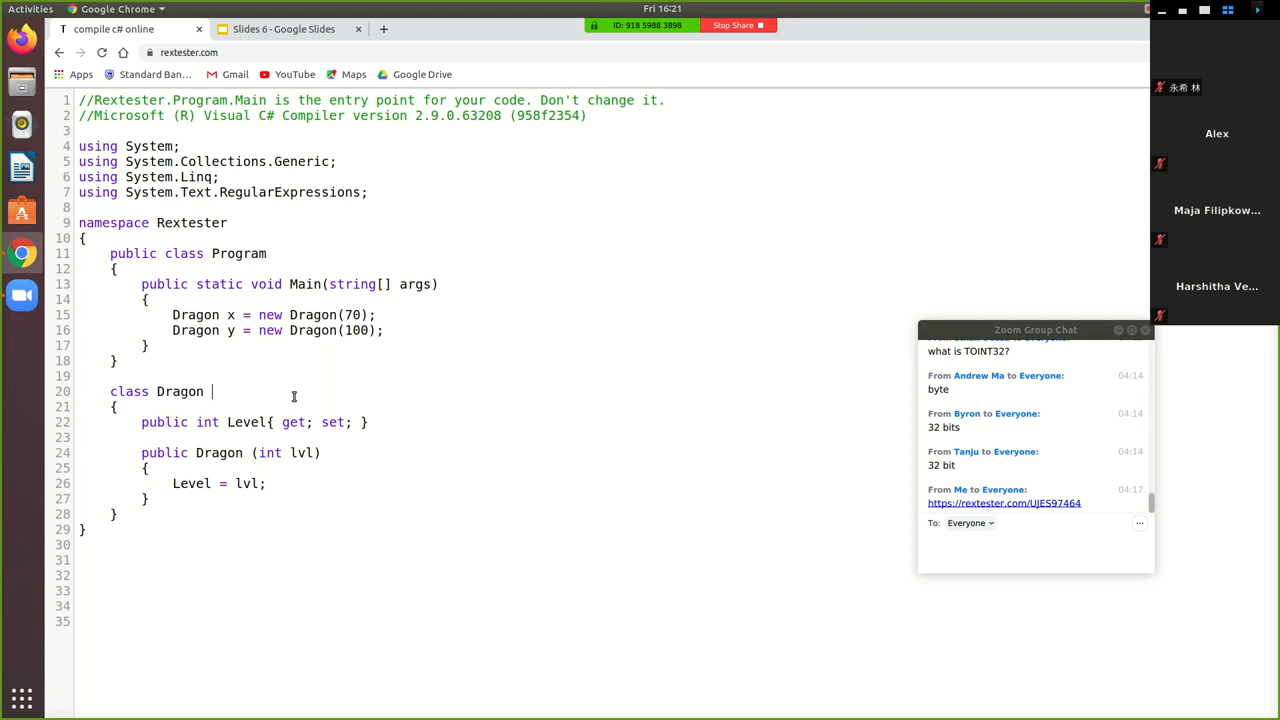 Activities
Google Chrome
Fri 16:21
compile c# online
Slides 6 - Google Slides
ID: 918 5988 3898
Stop Share
rextester.com
Apps
Standard Ban...
Gmail
YouTube
Maps
Google Drive
1 //Rextester.Program.Main is the entry point for your code. Don't change it.
2 //Microsoft (R) Visual C# Compiler version 2.9.0.63208 (958f2354)
3
4 using System;
5 using System.Collections.Generic;
6 using System.Linq;
7 using System.Text.RegularExpressions;
8
9 namespace Rextester
10 {
11 public class Program
12 {
13 public static void Main(string[] args)
14 {
15 Dragon x = new Dragon(70);
16 Dragon y = new Dragon(100);
17 }
18 }
19
20 class Dragon
21 {
22 public int Level{ get; set; }
23
24 public Dragon (int lvl)
25 {
26 Level = lvl;
27 }
28 }
29 }
30
31
32
33
34
35
永希 林
Alex
Maja Filipkow...
Harshitha Ve...
Zoom Group Chat
what is TOINT32?
From Andrew Ma to Everyone: 04:14
byte
From Byron to Everyone: 04:14
32 bits
From Tanju to Everyone: 04:14
32 bit
From Me to Everyone: 04:17
https://rextester.com/UJES97464
To: Everyone